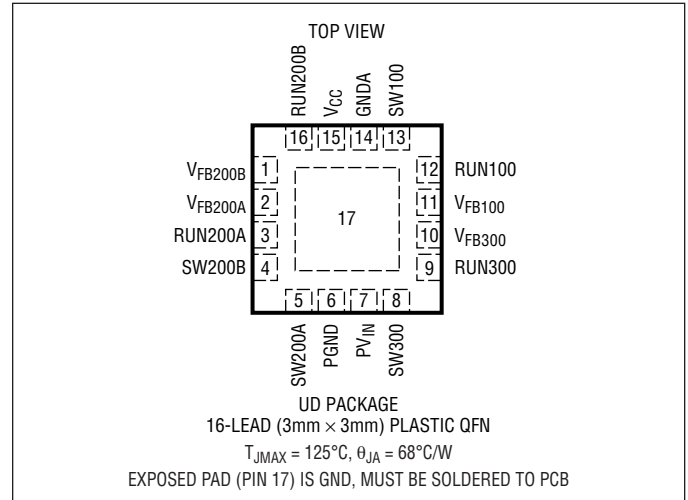 TOP VIEW
RUN200B
VCC
GNDA
SW100
16 15 14 13
VFB200B 1
VFB200A 2
RUN200A 3
SW200B 4
12 RUN100
11 VFB100
10 VFB300
9 RUN300
17
5 6 7 8
SW200A
PGND
PVIN
SW300
UD PACKAGE
16-LEAD (3mm × 3mm) PLASTIC QFN
TJMAX = 125°C, θJA = 68°C/W
EXPOSED PAD (PIN 17) IS GND, MUST BE SOLDERED TO PCB